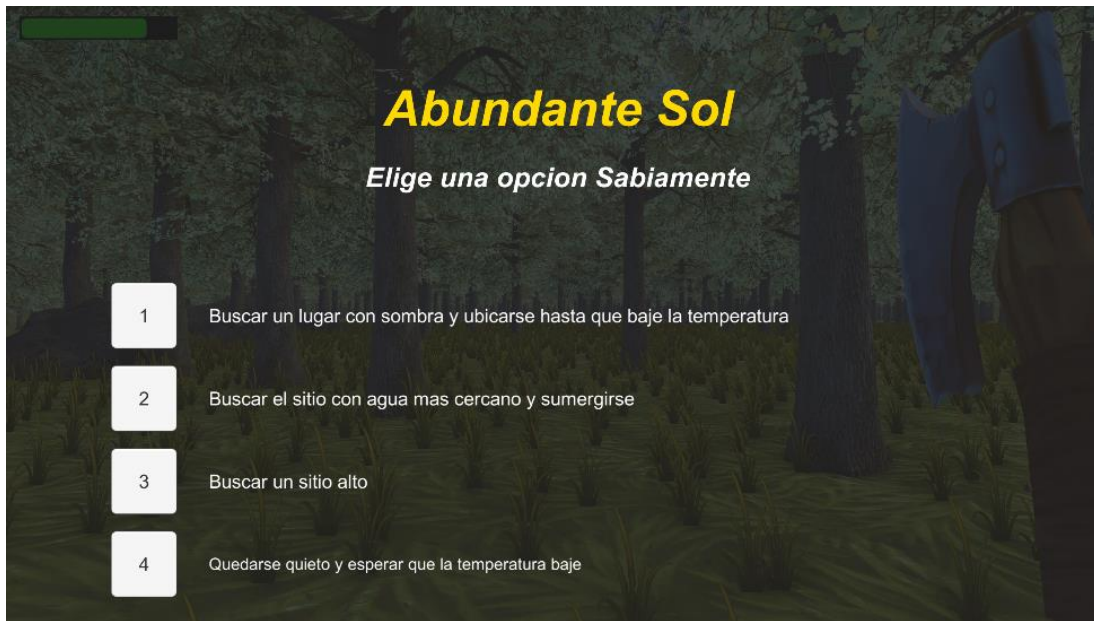 Abundante Sol
Elige una opcion Sabiamente
1 Buscar un lugar con sombra y ubicarse hasta que baje la temperatura
2 Buscar el sitio con agua mas cercano y sumergirse
3 Buscar un sitio alto
4 Quedarse quieto y esperar que la temperatura baje